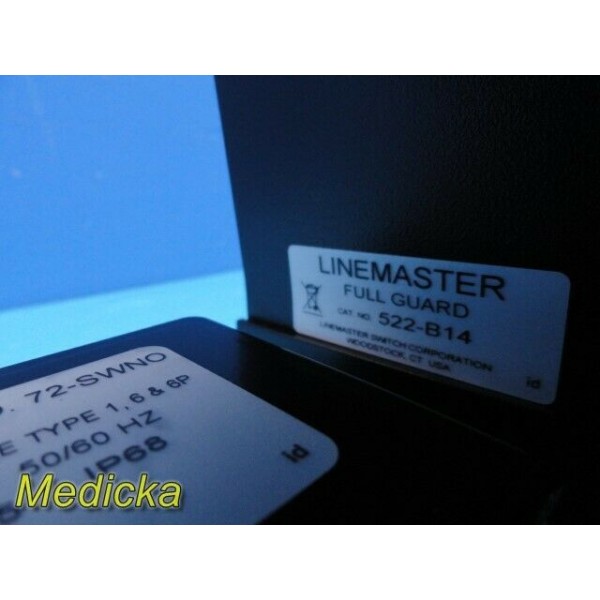 LINEMASTER
FULL GUARD
CAT. NO. 522-B14
LINEMASTER SWITCH CORPORATION
WOODSTOCK, CT. USA
id
72-SWNO
TYPE 1, 6 & 6P
50/60 HZ
IP68
id
Medicka